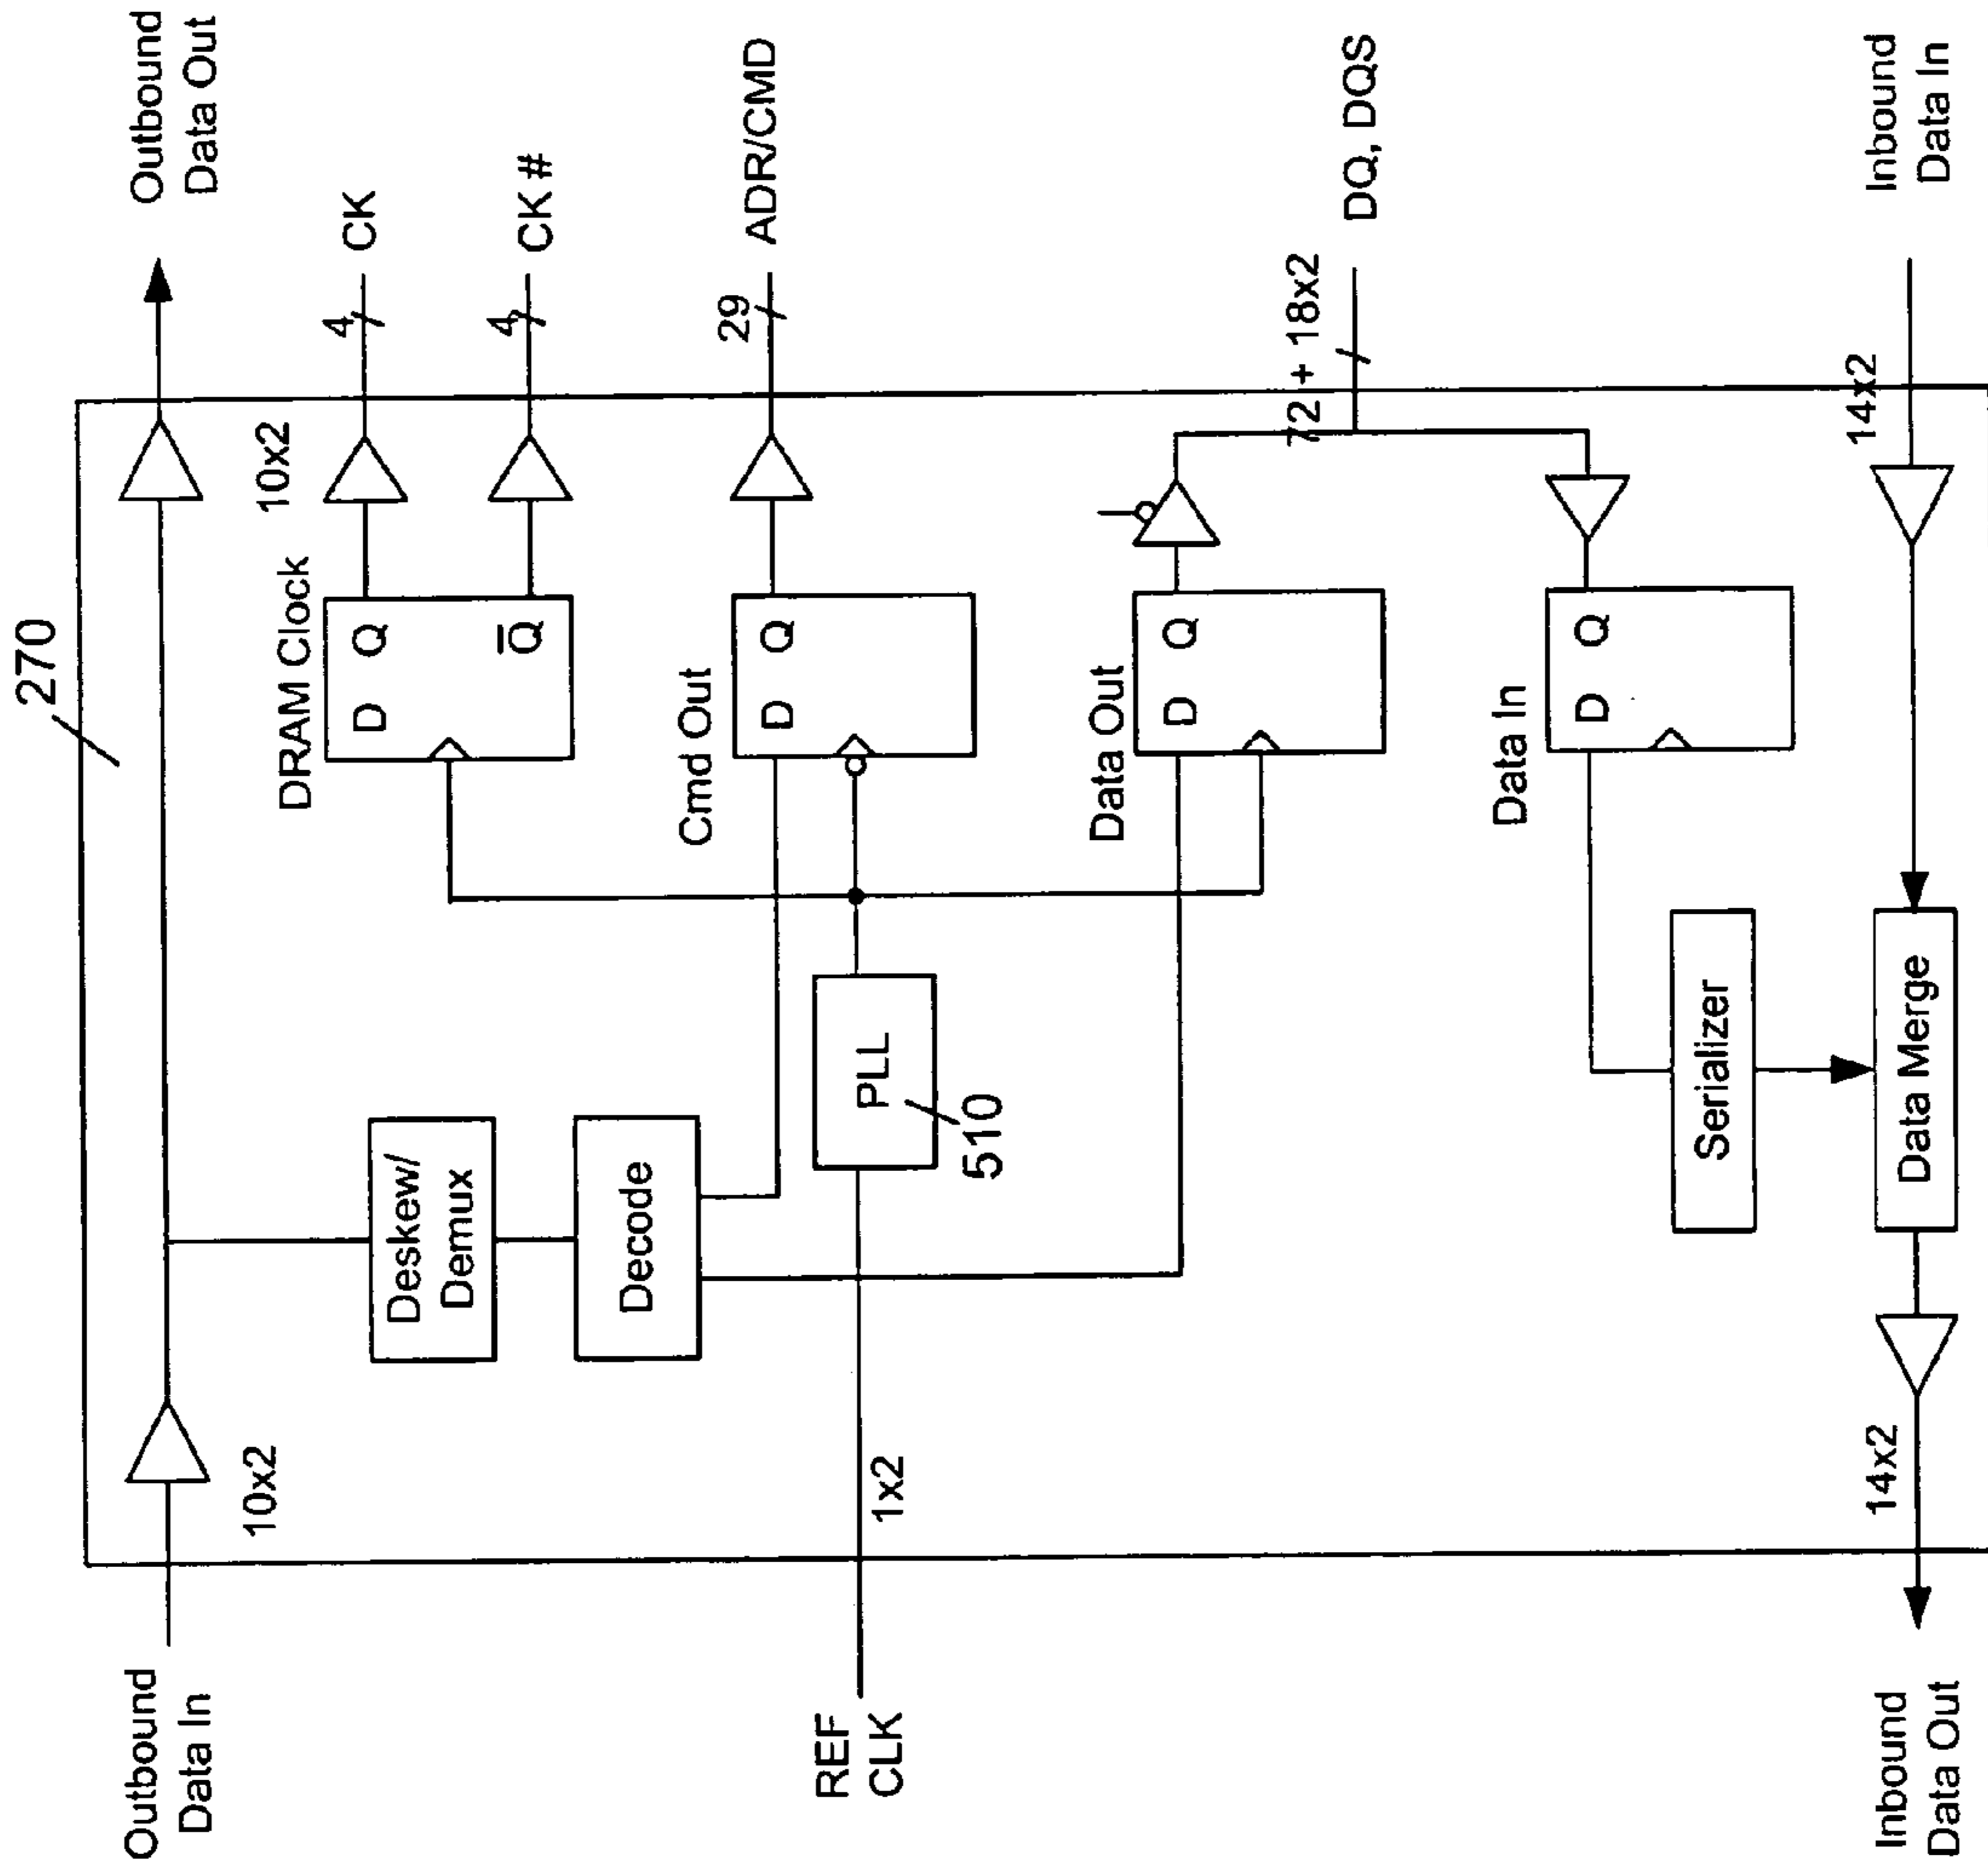 270
Outbound
Data In
10x2
Outbound
Data Out
10x2
DRAM Clock
D Q
Q̅
4
CK
4
CK #
Deskew/
Demux
Decode
Cmd Out
D Q
29
ADR/CMD
REF
CLK
1x2
PLL
510
Data Out
D Q
72 + 18x2
DQ, DQS
Data In
D Q
Serializer
Data Merge
14x2
Inbound
Data In
14x2
Inbound
Data Out